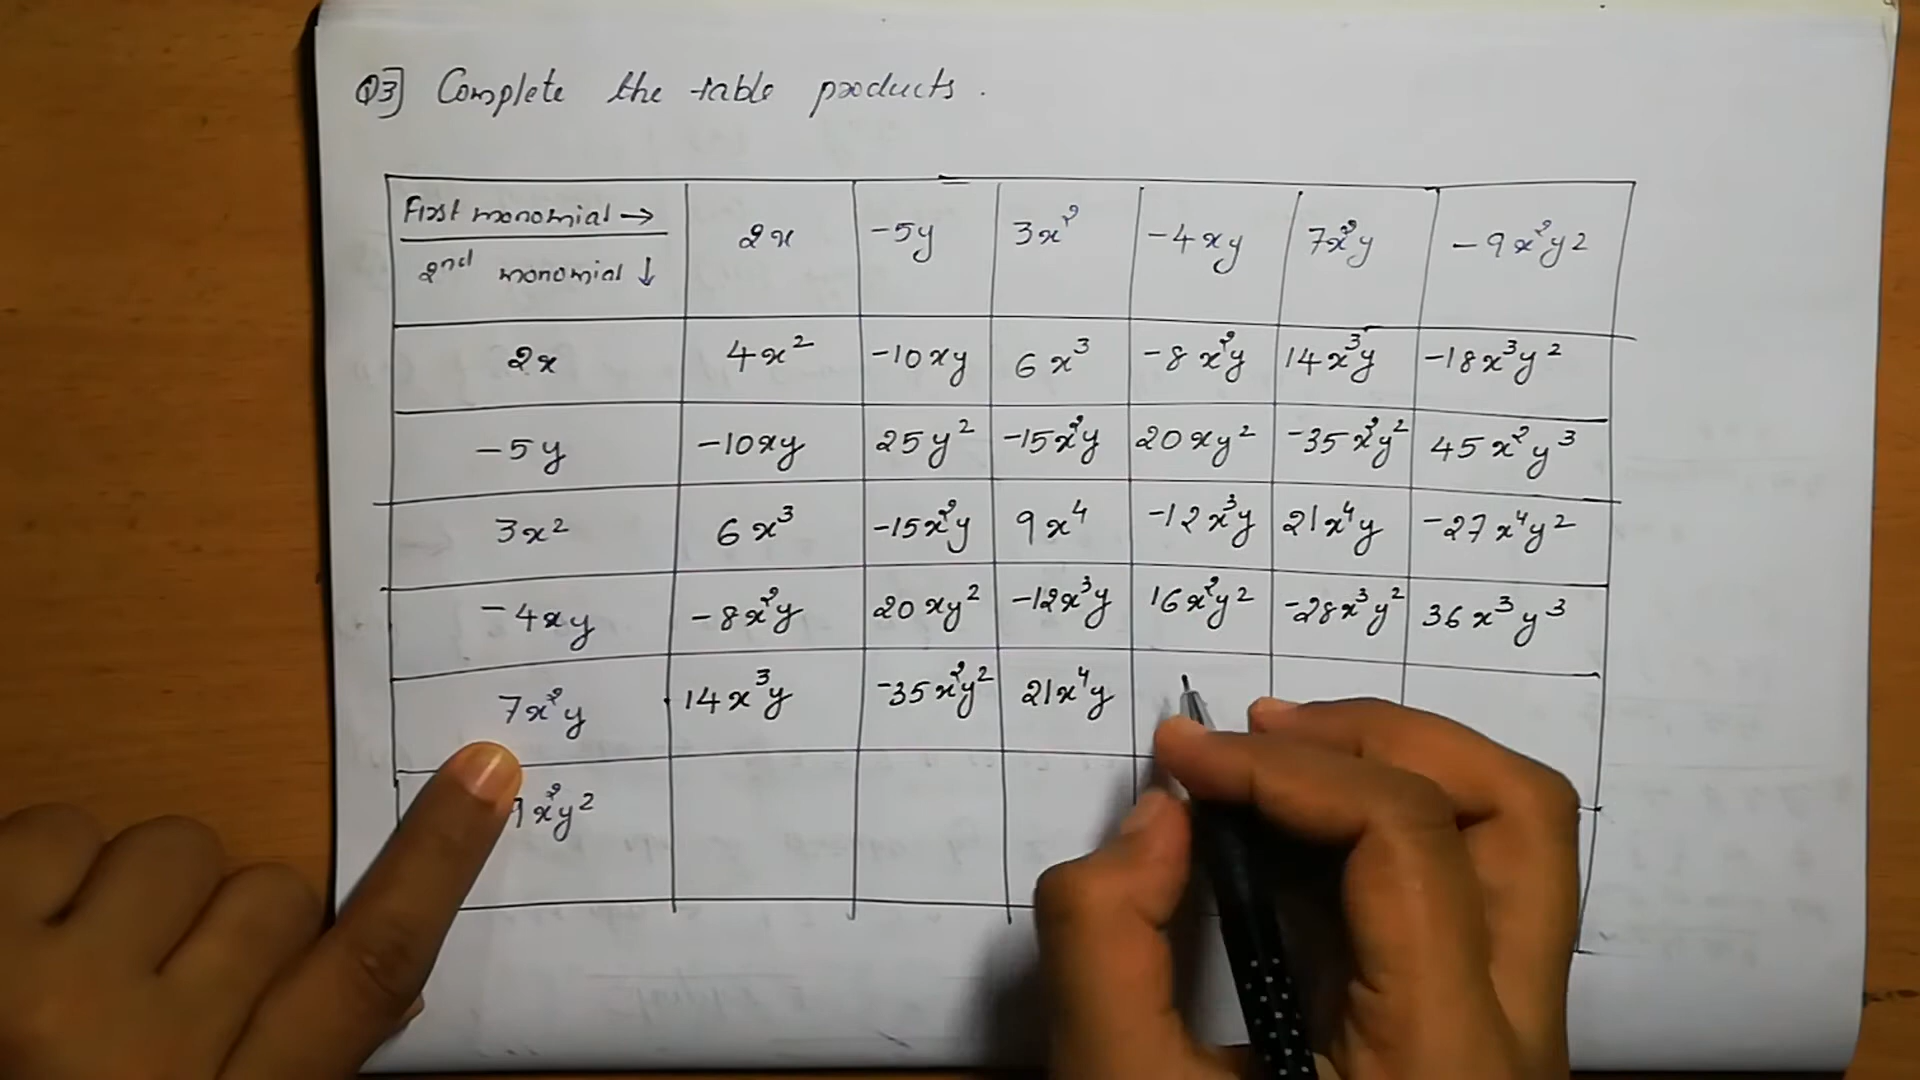 Q3] Complete the table products.
First monomial → 2x -5y 3x² -4xy 7x²y -9x²y²
2nd monomial ↓
2x 4x² -10xy 6x³ -8x²y 14x³y -18x³y²
-5y -10xy 25y² -15x²y 20xy² -35x²y² 45x²y³
3x² 6x³ -15x²y 9x⁴ -12x³y 21x⁴y -27x⁴y²
-4xy -8x²y 20xy² -12x³y 16x²y² -28x³y² 36x³y³
7x²y 14x³y -35x²y² 21x⁴y
9x²y²